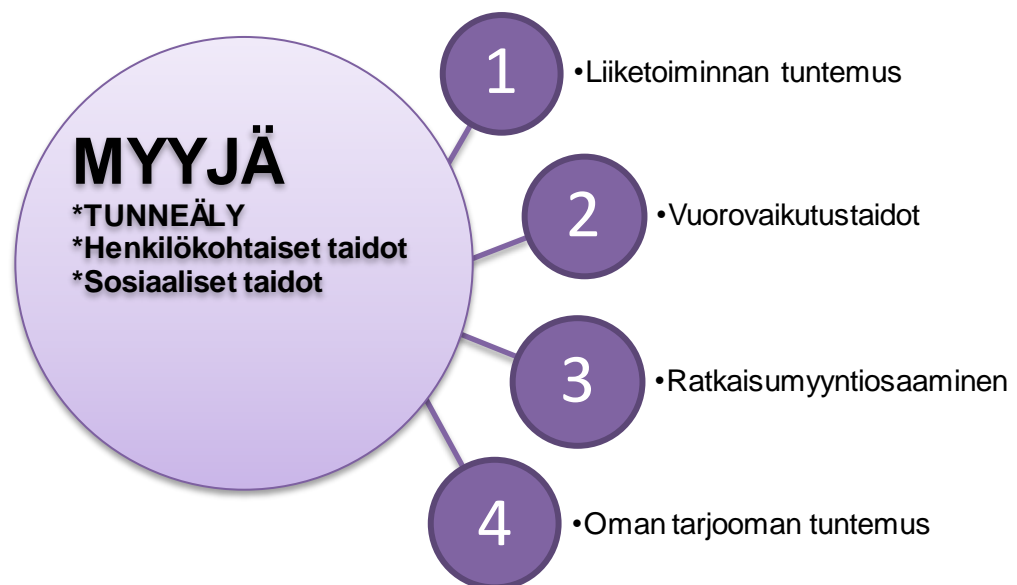 MYYJÄ
*TUNNEÄLY
*Henkilökohtaiset taidot
*Sosiaaliset taidot
1
•Liiketoiminnan tuntemus
2
•Vuorovaikutustaidot
3
•Ratkaisumyyntiosaaminen
4
•Oman tarjooman tuntemus